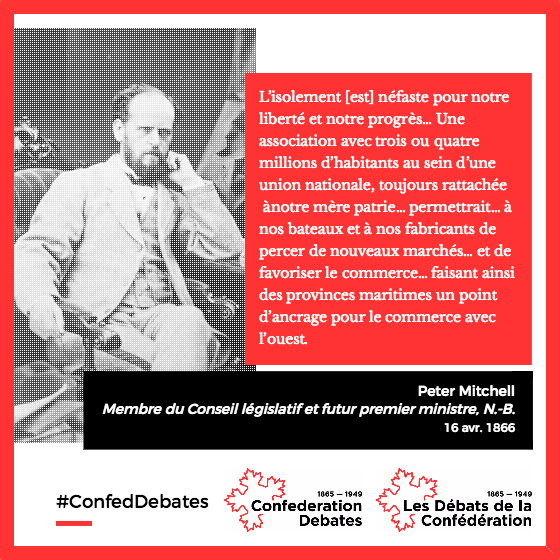 L'isolement [est] néfaste pour notre
liberté et notre progrès... Une
association avec trois ou quatre
millions d'habitants au sein d'une
union nationale, toujours rattachée
ànotre mère patrie... permettrait... à
nos bateaux et à nos fabricants de
percer de nouveaux marchés... et de
favoriser le commerce... faisant ainsi
des provinces maritimes un point
d'ancrage pour le commerce avec
l'ouest.
Peter Mitchell
Membre du Conseil législatif et futur premier ministre, N.-B.
16 avr. 1866
#ConfedDebates
1865 — 1949
Confederation
Debates
1865 — 1949
Les Débats de la
Confédération